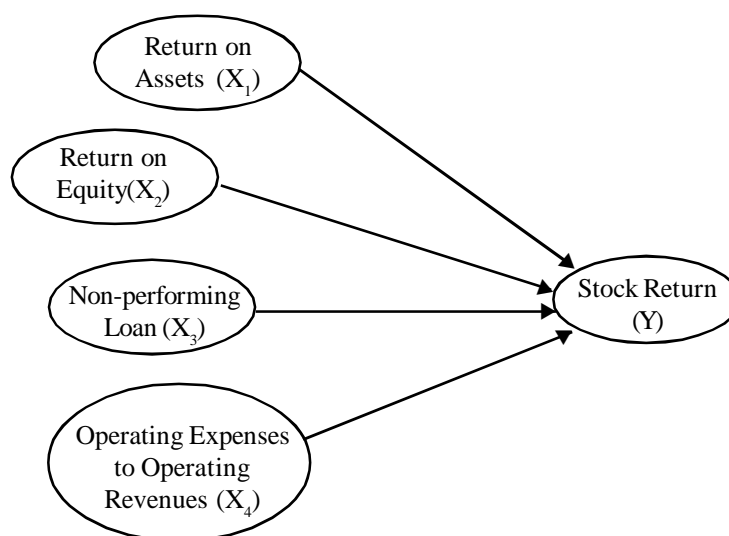 Return on
Assets (X₁)
Return on
Equity(X₂)
Non-performing
Loan (X₃)
Operating Expenses
to Operating
Revenues (X₄)
Stock Return
(Y)